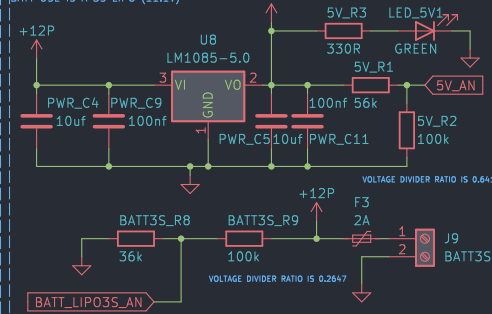 +12P
U8
LM1085-5.0
5V_R3
330R
LED_5V1
GREEN
3
VI
VO
2
GND
1
5V_R1
56k
5V_AN
PWR_C4
10uf
PWR_C9
100nf
PWR_C5
10uf
100nf
PWR_C11
5V_R2
100k
VOLTAGE DIVIDER RATIO IS
+12P
BATT3S_R8
36k
BATT3S_R9
100k
F3
2A
1
2
J9
BATT3S
VOLTAGE DIVIDER RATIO IS 0.2647
BATT_LIPO3S_AN